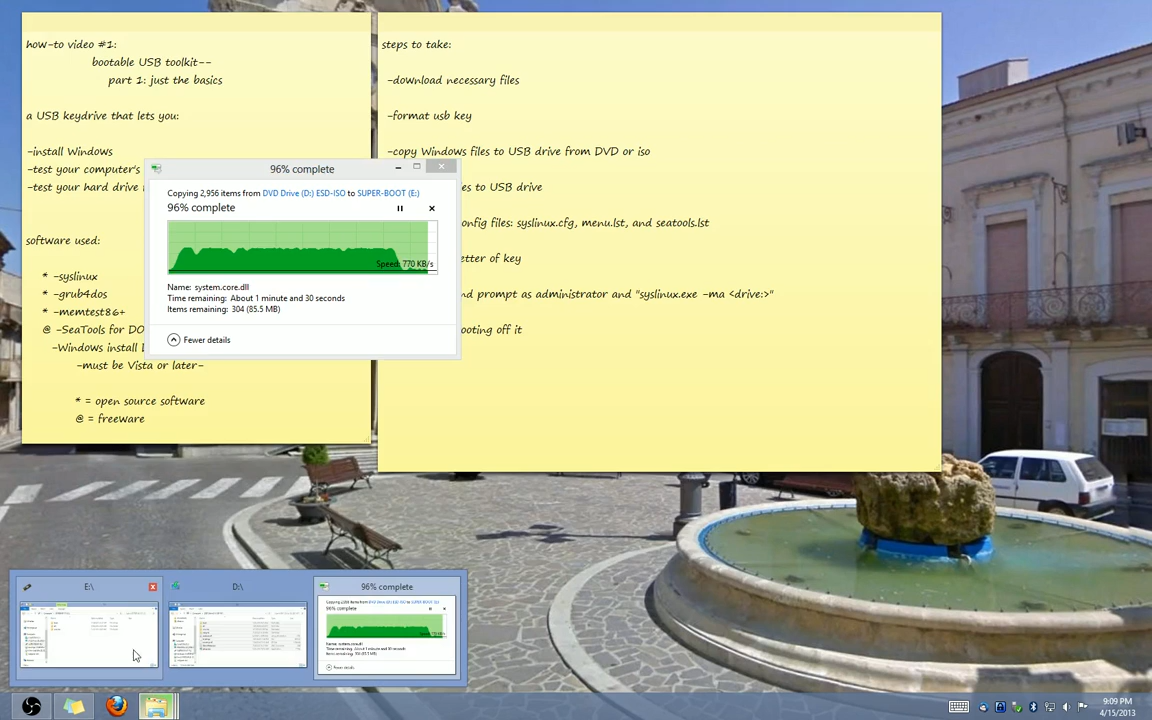 how-to video #1:
bootable USB toolkit--
part 1: just the basics
a USB keydrive that lets you:
-install Windows
-test your computer's
-test your hard drive
software used:
* -syslinux
* -grub4dos
* -memtest86+
@ -SeaTools for DO
-Windows install
-must be Vista or later-
* = open source software
@ = freeware
steps to take:
-download necessary files
-format usb key
-copy Windows files to USB drive from DVD or iso
es to USB drive
onfig files: syslinux.cfg, menu.lst, and seatools.lst
etter of key
nd prompt as administrator and "syslinux.exe -ma <drive:>"
ooting off it
96% complete
Copying 2,956 items from DVD Drive (D:) ESD-ISO to SUPER-BOOT (E:)
96% complete
Speed: 770 KB/s
Name: system.core.dll
Time remaining: About 1 minute and 30 seconds
Items remaining: 304 (85.5 MB)
Fewer details
E:\
D:\
96% complete
96% complete
Fewer details
9:09 PM
4/15/2013